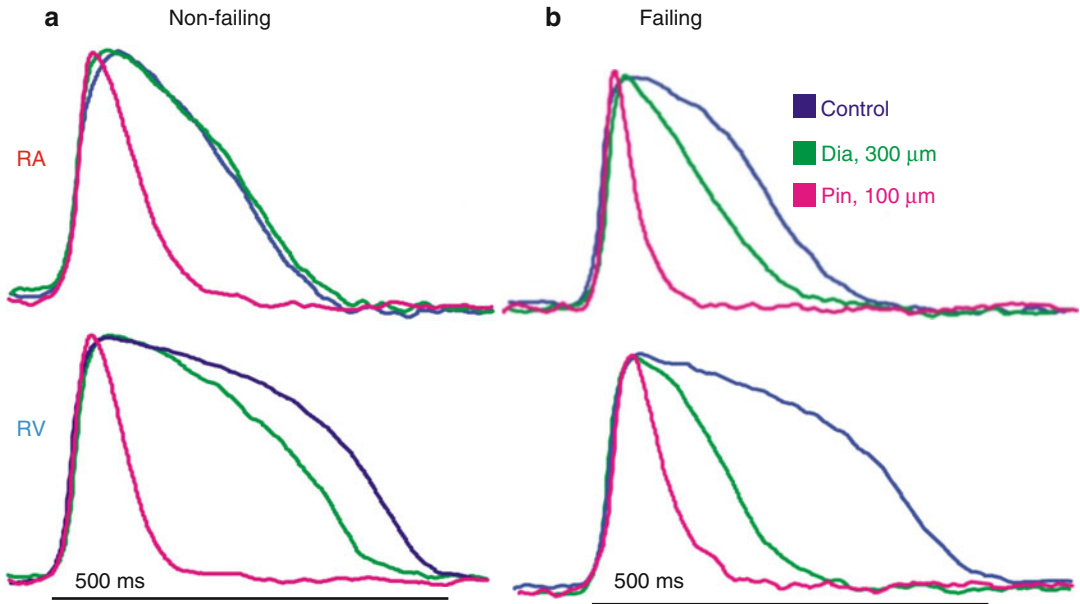 a Non-failing
b Failing
RA
Control
Dia, 300 μm
Pin, 100 μm
RV
500 ms
500 ms